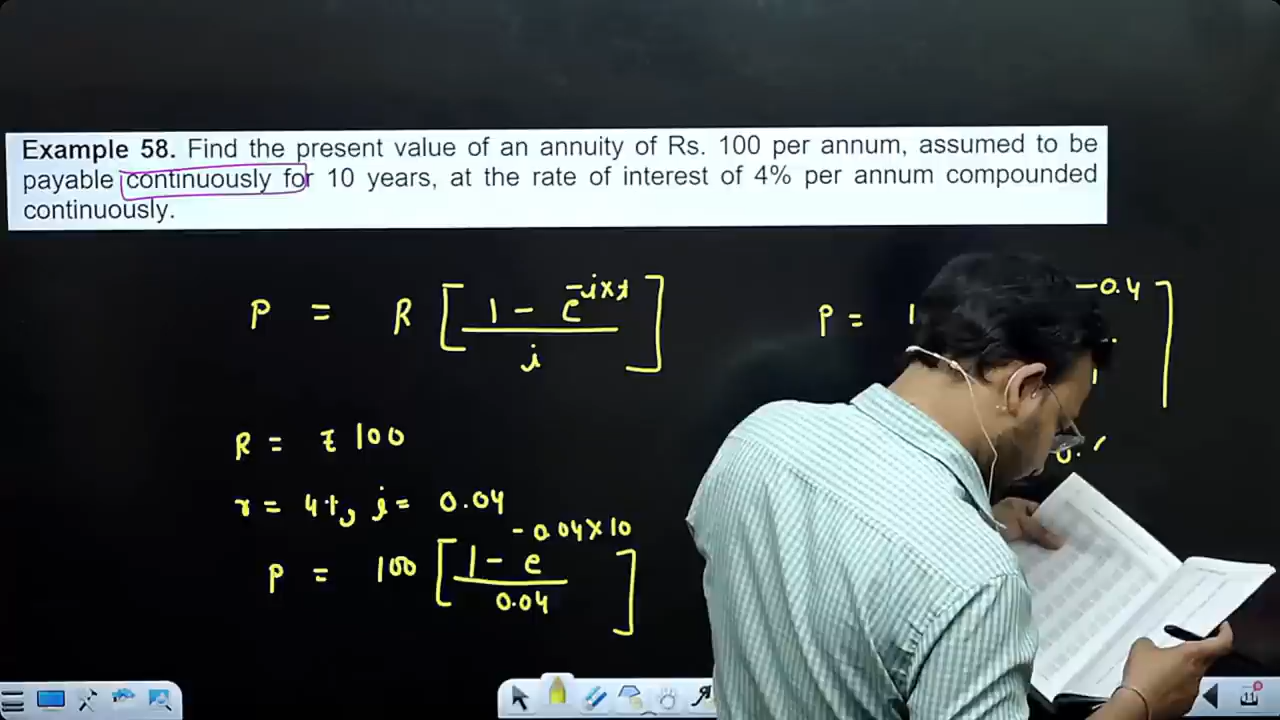 Example 58. Find the present value of an annuity of Rs. 100 per annum, assumed to be
payable continuously for 10 years, at the rate of interest of 4% per annum compounded
continuously.
P = R [ 1 - e^-i×t / i ]
R = ₹ 100
r = 4%, i = 0.04
P = 100 [ 1 - e^-0.04×10 / 0.04 ]
P = 1 -0.4 ]